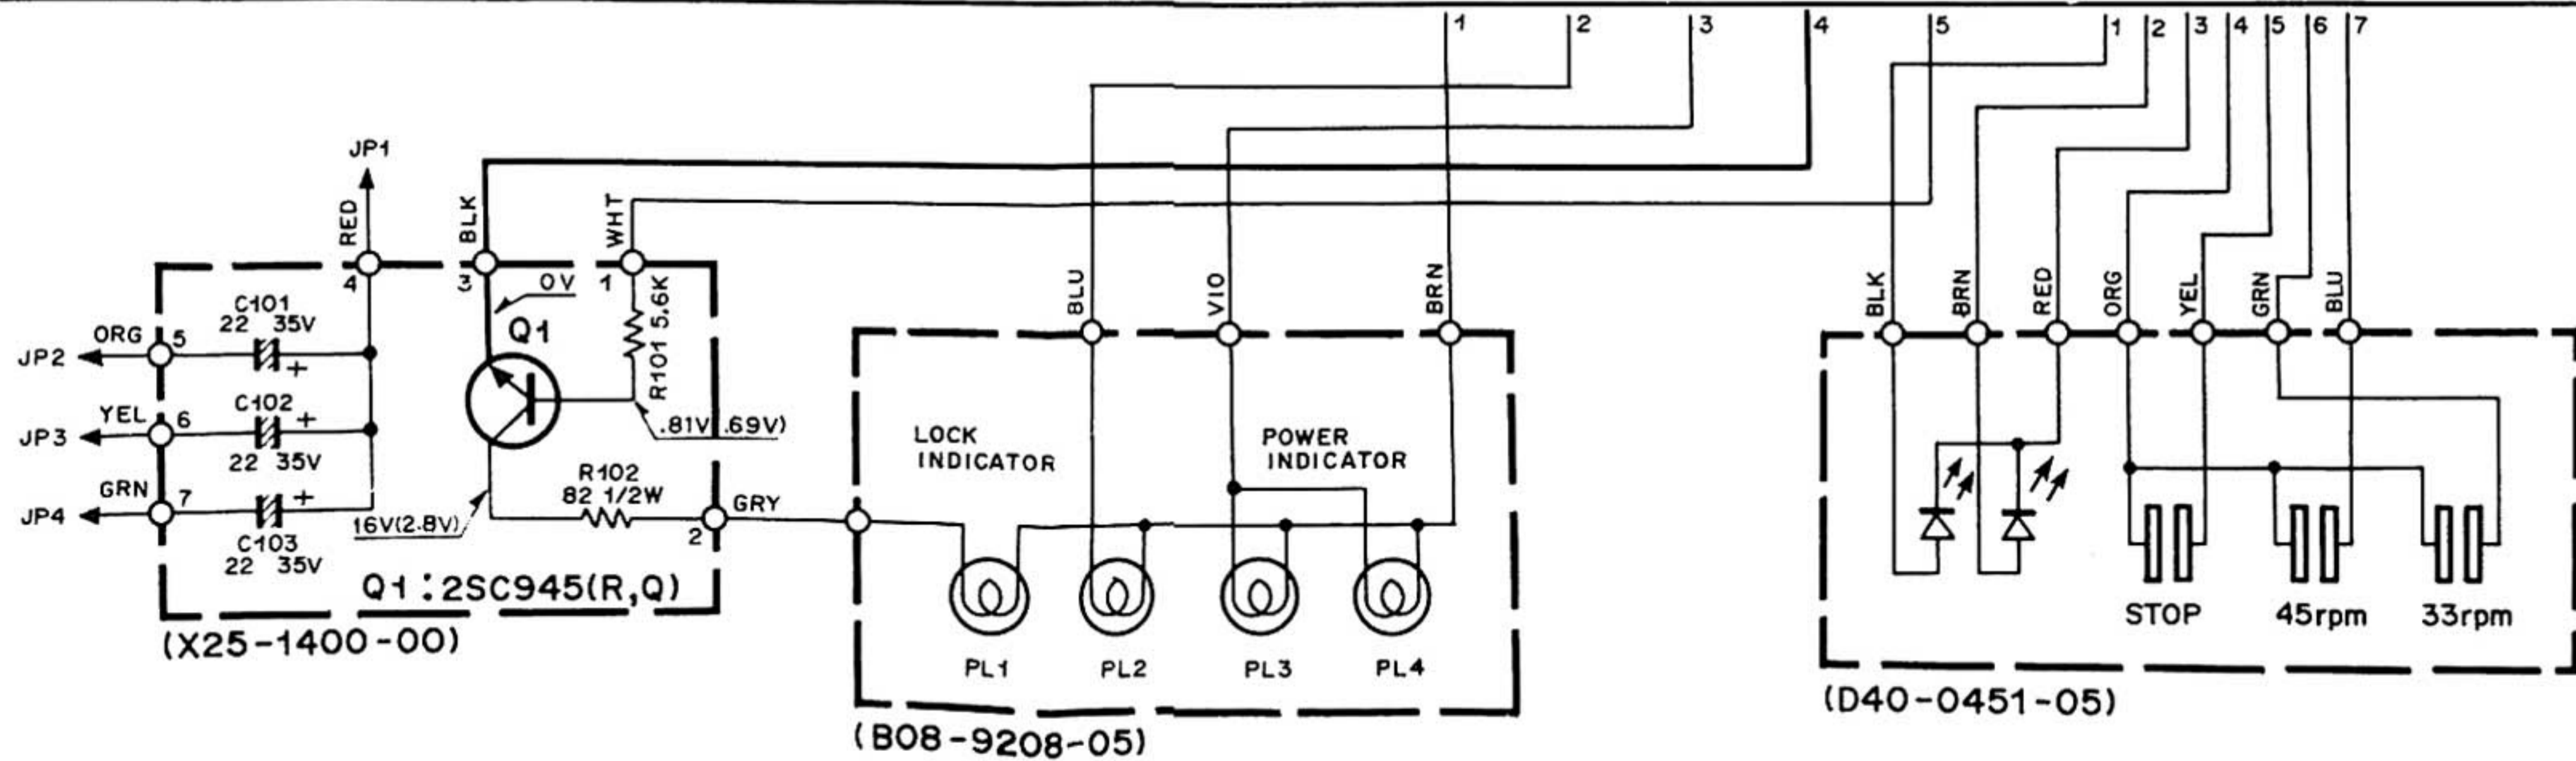 1 2 3 4 5 1 2 3 4 5 6 7
JP1
RED
BLK
WHT
4
3
1
0V
C101
22 35V
+
ORG
5
JP2
Q1
R101 5.6K
C102
+
22 35V
YEL
6
JP3
.81V(.69V)
C103
+
22 35V
GRN
7
JP4
16V(2.8V)
R102
82 1/2W
2
GRY
Q1:2SC945(R,Q)
(X25-1400-00)
BLU
VIO
BRN
LOCK
INDICATOR
POWER
INDICATOR
PL1
PL2
PL3
PL4
(B08-9208-05)
BLK
BRN
RED
ORG
YEL
GRN
BLU
STOP
45rpm
33rpm
(D40-0451-05)